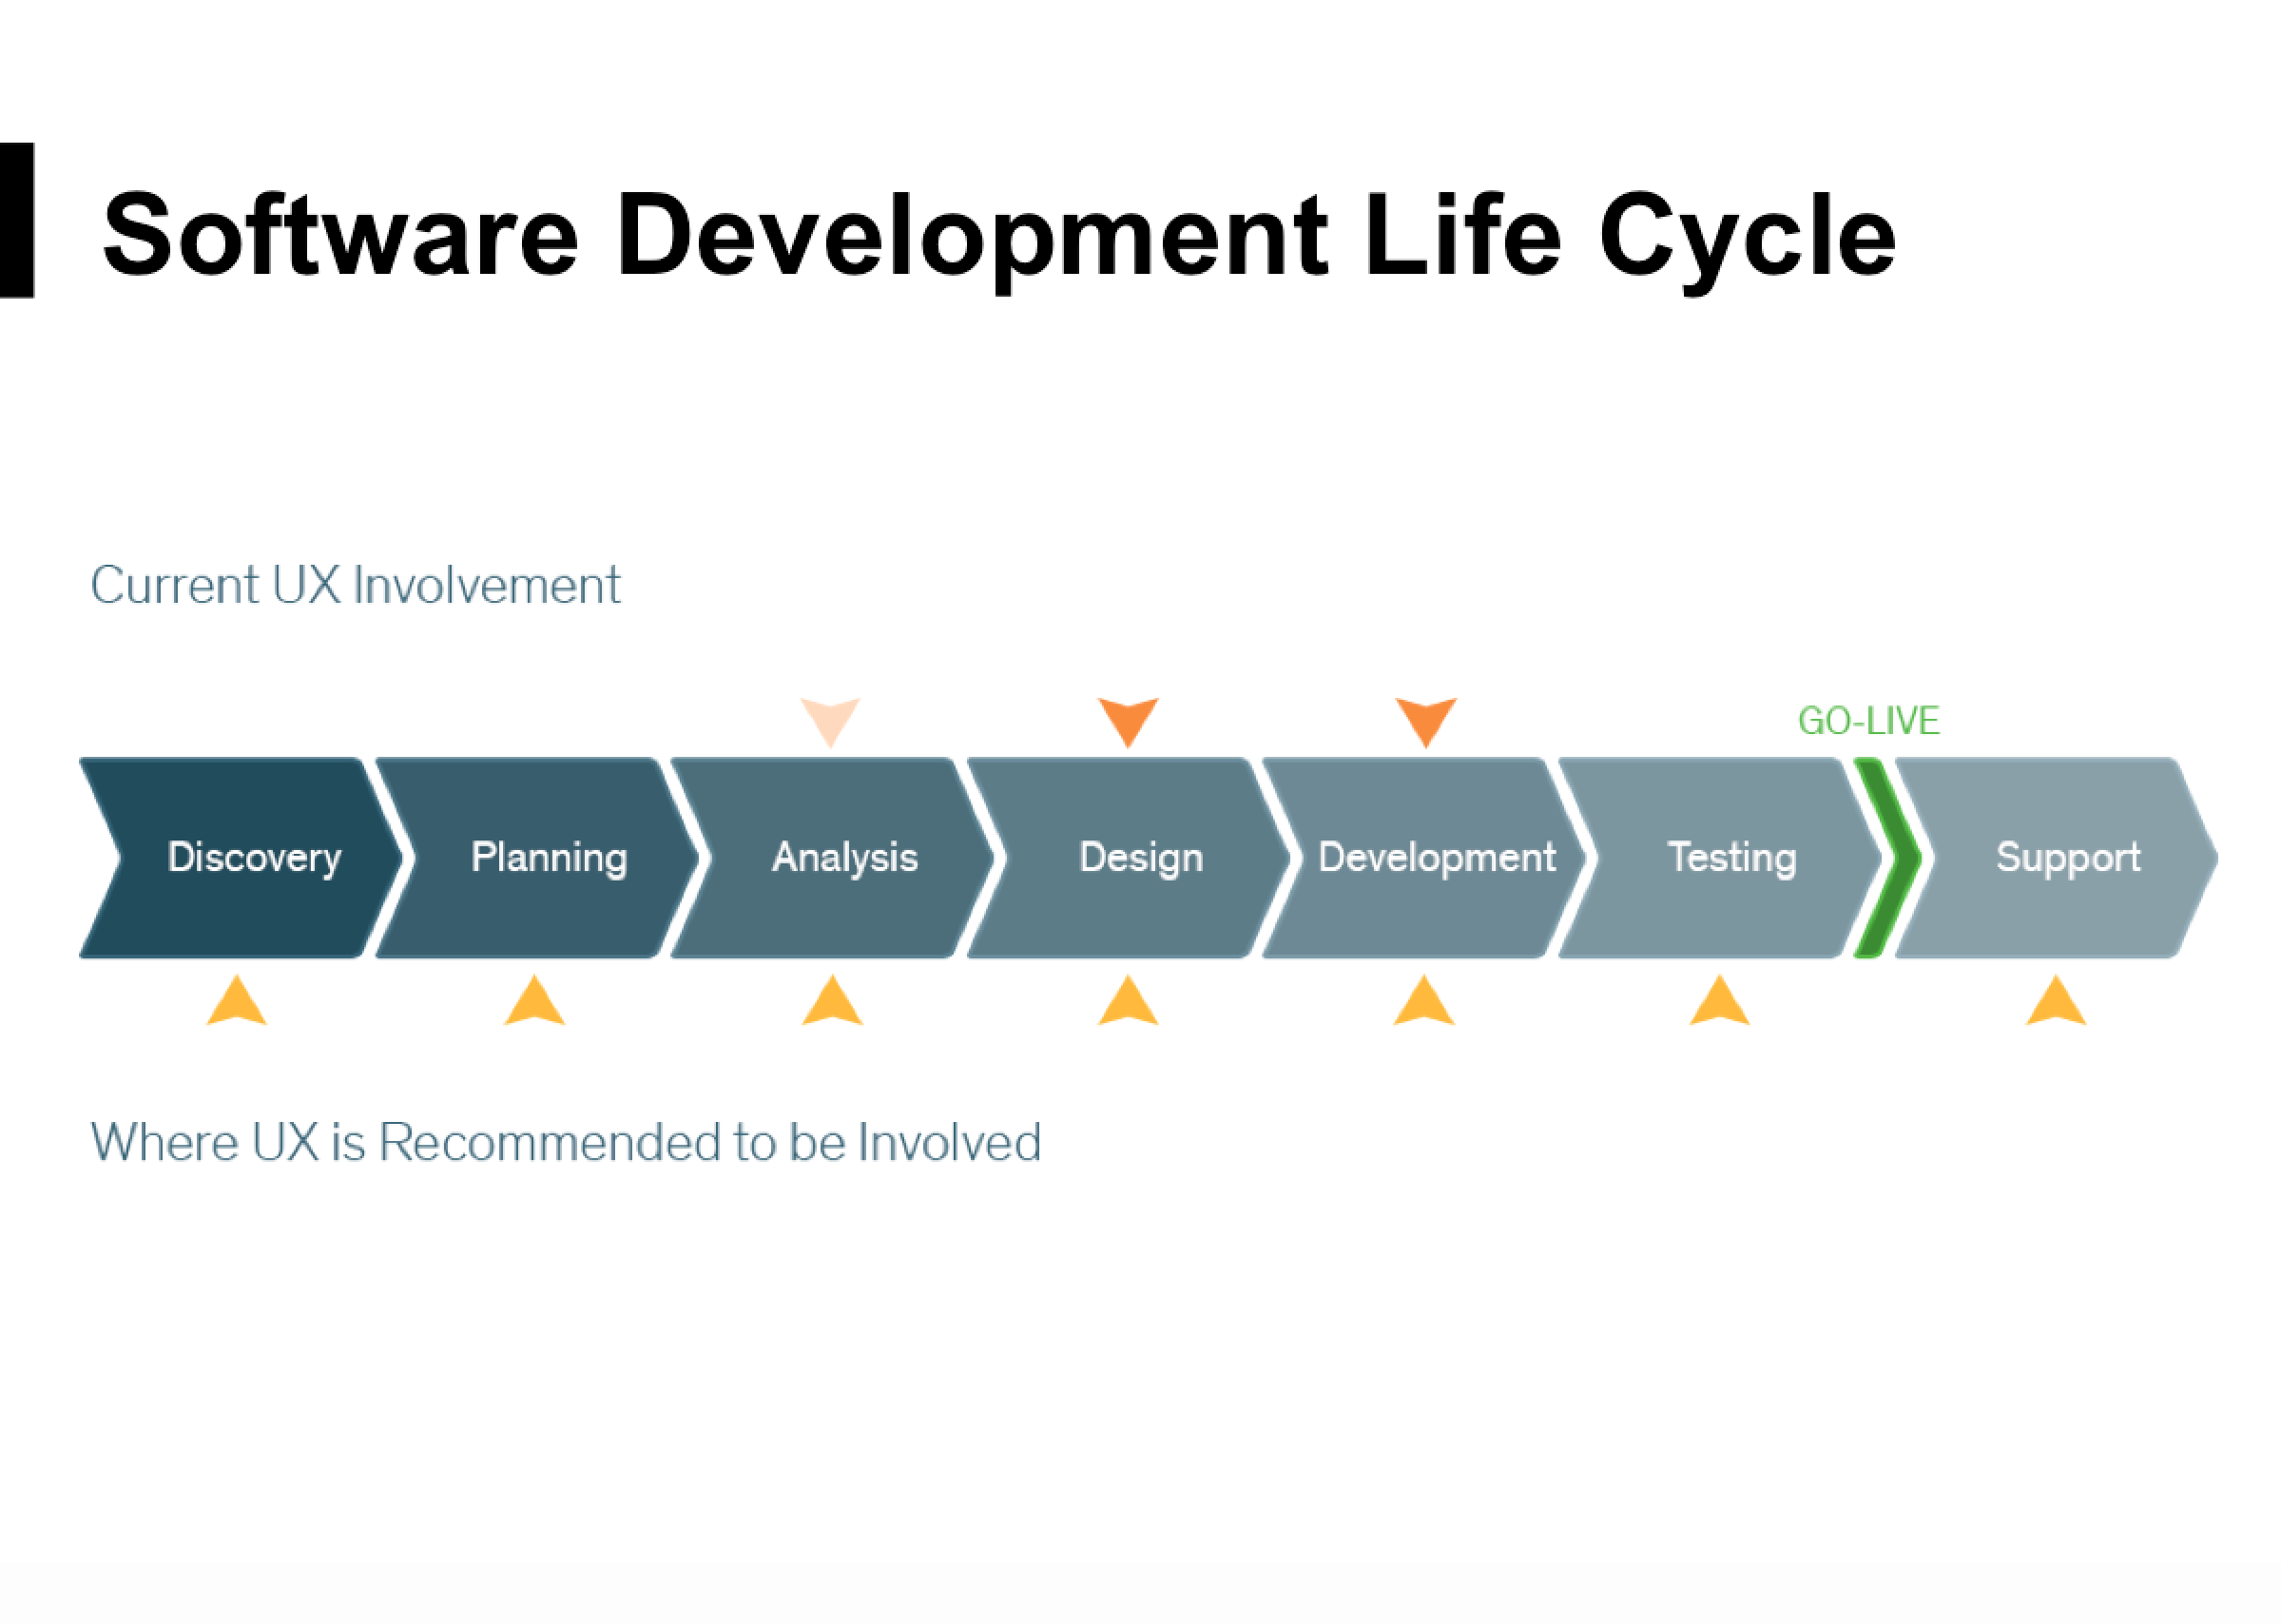 Software Development Life Cycle
Current UX Involvement
GO-LIVE
Discovery
Planning
Analysis
Design
Development
Testing
Support
Where UX is Recommended to be Involved